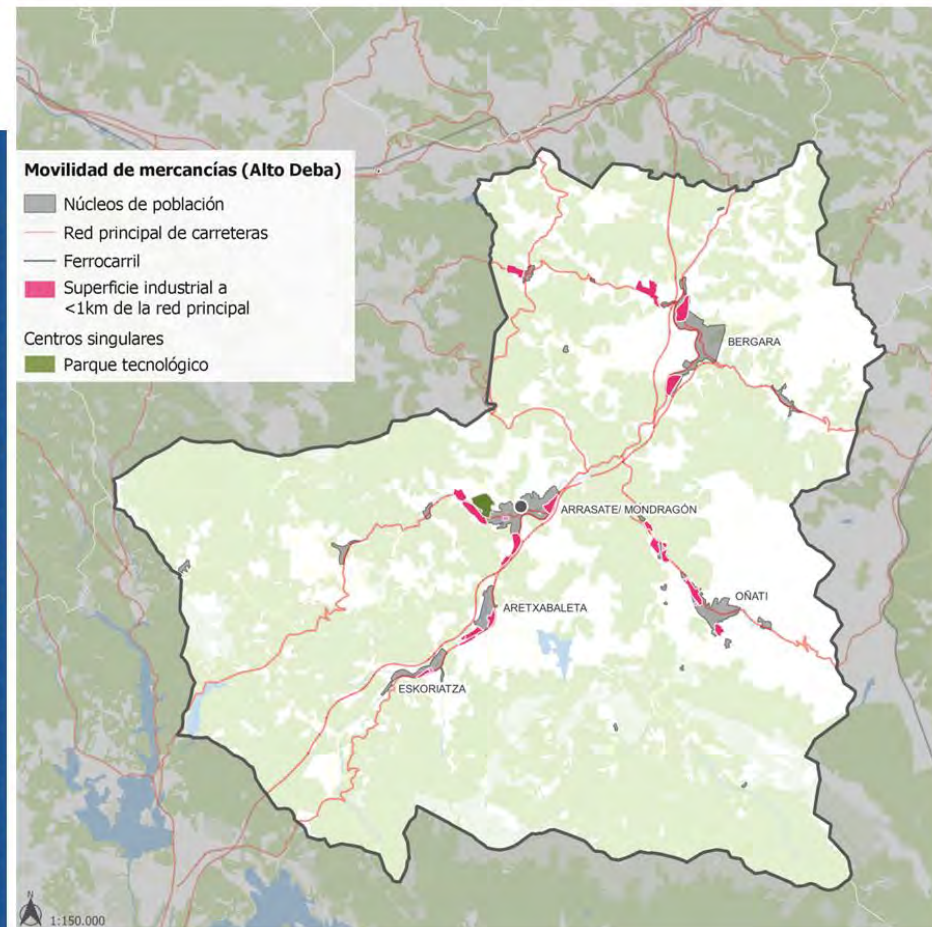 Movilidad de mercancías (Alto Deba)
Núcleos de población
Red principal de carreteras
Ferrocarril
Superficie industrial a
<1km de la red principal
Centros singulares
Parque tecnológico
BERGARA
ARRASATE/ MONDRAGÓN
OÑATI
ARETXABALETA
ESKORIATZA
N
1:150.000